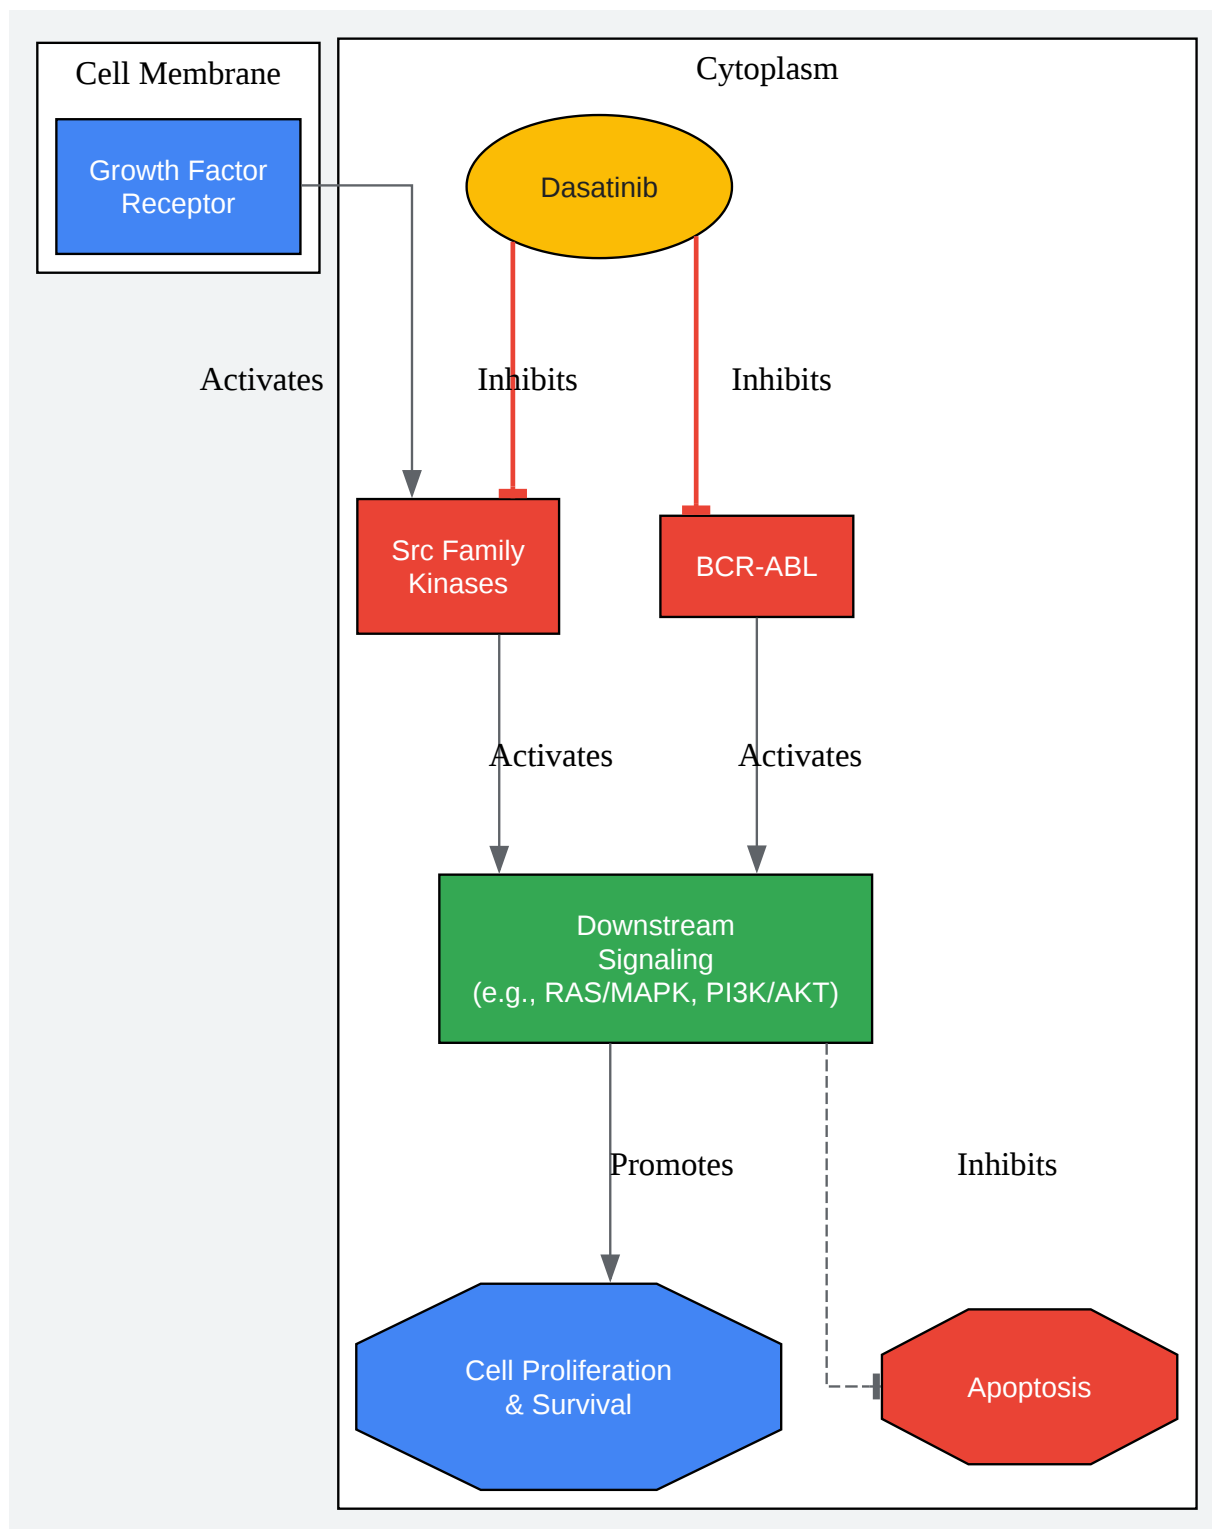 Cell Membrane
Cytoplasm
Growth Factor
Receptor
Dasatinib
Activates
Inhibits
Inhibits
Src Family
Kinases
BCR-ABL
Activates
Activates
Downstream
Signaling
(e.g., RAS/MAPK, PI3K/AKT)
Promotes
Inhibits
Cell Proliferation
& Survival
Apoptosis